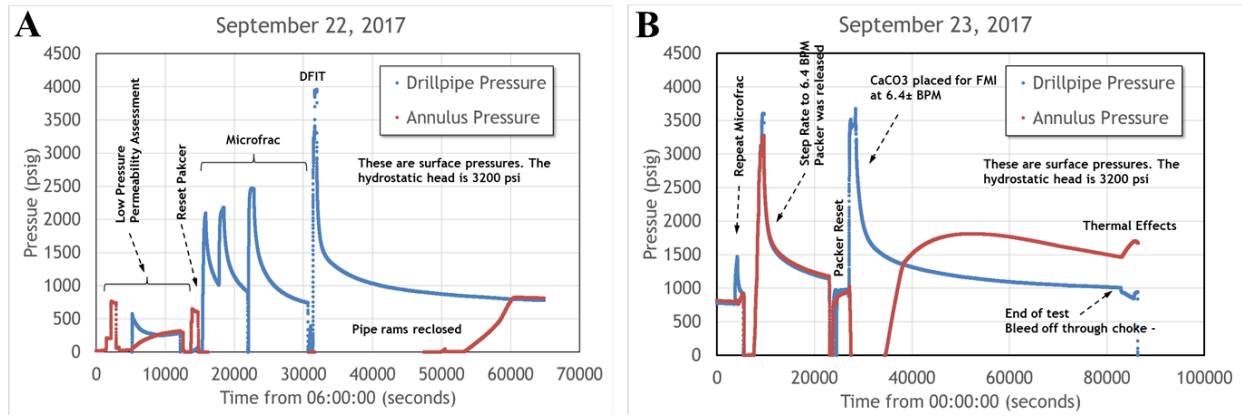 A
September 22, 2017
Pressue (psig)
4500
4000
3500
3000
2500
2000
1500
1000
500
0
0
10000
20000
30000
40000
50000
60000
70000
Time from 06:00:00 (seconds)
Drillpipe Pressure
Annulus Pressure
DFIT
Microfrac
Low Pressure
Permeability Assessment
Reset Pakcer
These are surface pressures. The
hydrostatic head is 3200 psi
Pipe rams reclosed
B
September 23, 2017
Pressue (psig)
4500
4000
3500
3000
2500
2000
1500
1000
500
0
0
20000
40000
60000
80000
100000
Time from 00:00:00 (seconds)
Repeat Microfrac
Step Rate to 6.4 BPM
Packer was released
CaCO3 placed for FMI
at 6.4± BPM
Drillpipe Pressure
Annulus Pressure
These are surface pressures. The
hydrostatic head is 3200 psi
Packer Reset
Thermal Effects
End of test
Bleed off through choke -